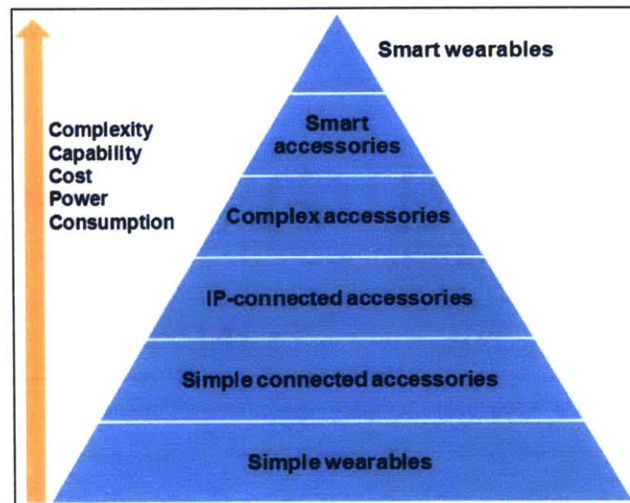 Smart wearables
Smart
accessories
Complexity
Capability
Cost
Power
Consumption
Complex accessories
IP-connected accessories
Simple connected accessories
Simple wearables